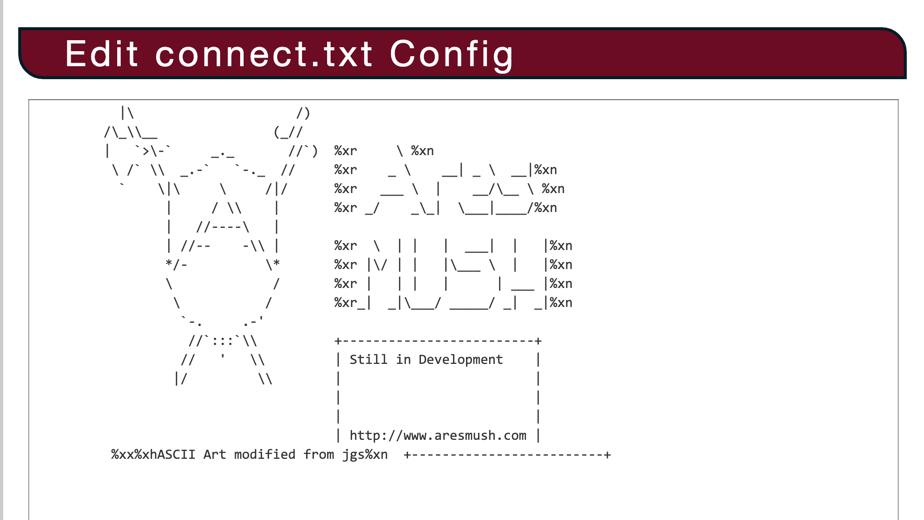 Edit connect.txt Config
  |\                     /)
/\_\\__               (_//
|   `>\-`     _._       //`)  %xr     \ %xn
 \ /` \\  _.-`   `-._  //     %xr    _ \    __| _ \  __|%xn
  `    \|\      \     /|/     %xr   ___ \  |    __/\__ \ %xn
        |     / \\    |       %xr _/    _\_|  \___|____/%xn
        |   //----\   |
        | //--    -\\ |       %xr  \  | |   |  ___|  |   |%xn
        */-          \*       %xr |\/ | |   |\___ \  |   |%xn
        \             /       %xr |   | |   |      | ___ |%xn
         \           /        %xr_|  _|\___/ _____/ _|  _|%xn
          `-.     .-'
           //`:::`\\          +-------------------------+
          //   '   \\         | Still in Development    |
         |/         \\        |                         |
                              |                         |
                              |                         |
                              | http://www.aresmush.com |
 %xx%xhASCII Art modified from jgs%xn  +-------------------------+